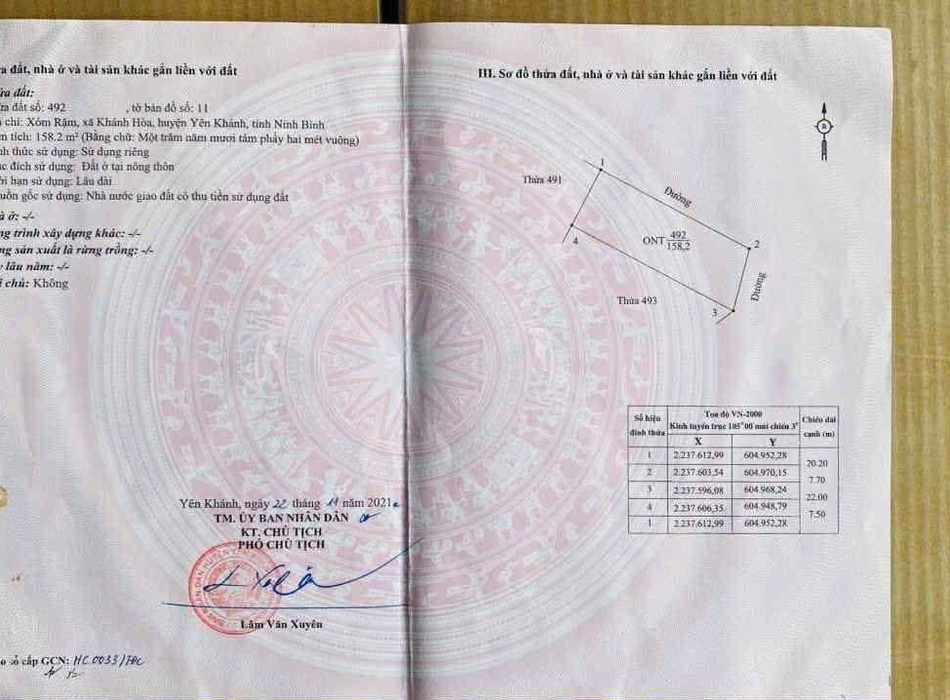 a đất, nhà ở và tài sản khác gắn liền với đất
ửa đất:
ửa đất số: 492 , tờ bản đồ số: 11
chỉ: Xóm Rậm, xã Khánh Hòa, huyện Yên Khánh, tỉnh Ninh Bình
n tích: 158.2 m² (Bằng chữ: Một trăm năm mươi tám phẩy hai mét vuông)
nh thức sử dụng: Sử dụng riêng
c đích sử dụng: Đất ở tại nông thôn
ời hạn sử dụng: Lâu dài
uồn gốc sử dụng: Nhà nước giao đất có thu tiền sử dụng đất
à ở: -/-
ng trình xây dựng khác: -/-
ng sản xuất là rừng trồng: -/-
y lâu năm: -/-
i chú: Không
Yên Khánh, ngày 22 tháng 11 năm 2021
TM. ỦY BAN NHÂN DÂN
KT. CHỦ TỊCH
PHÓ CHỦ TỊCH
Lâm Văn Xuyên
o sổ cấp GCN:
III. Sơ đồ thửa đất, nhà ở và tài sản khác gắn liền với đất
1
Thửa 491
Đường
4
ONT 492
158,2
2
Đường
Thửa 493
3
Số hiệu đỉnh thửa
Toạ độ VN-2000
Kinh tuyến trục 105°00' múi chiếu 3°
Chiều dài cạnh (m)
X Y
1 2.237.612,99 604.952,28
20.20
2 2.237.603,54 604.970,15
7.70
3 2.237.596,08 604.968,24
22.00
4 2.237.606,35 604.948,79
7.50
1 2.237.612,99 604.952,28